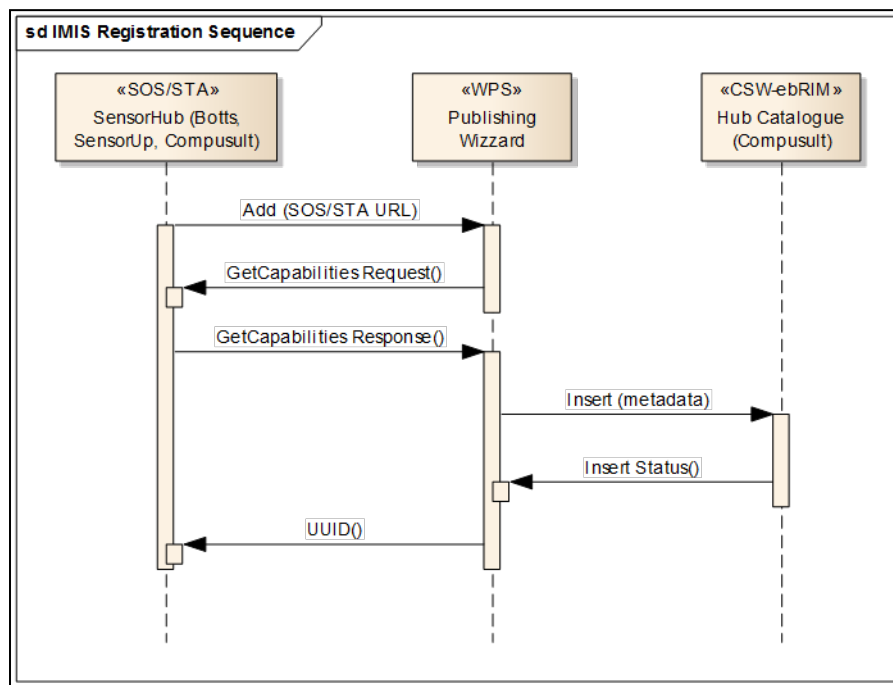 sd IMIS Registration Sequence
«SOS/STA»
SensorHub (Botts,
SensorUp, Compusult)
«WPS»
Publishing
Wizzard
«CSW-ebRIM»
Hub Catalogue
(Compusult)
Add (SOS/STA URL)
GetCapabilities Request()
GetCapabilities Response()
Insert (metadata)
Insert Status()
UUID()